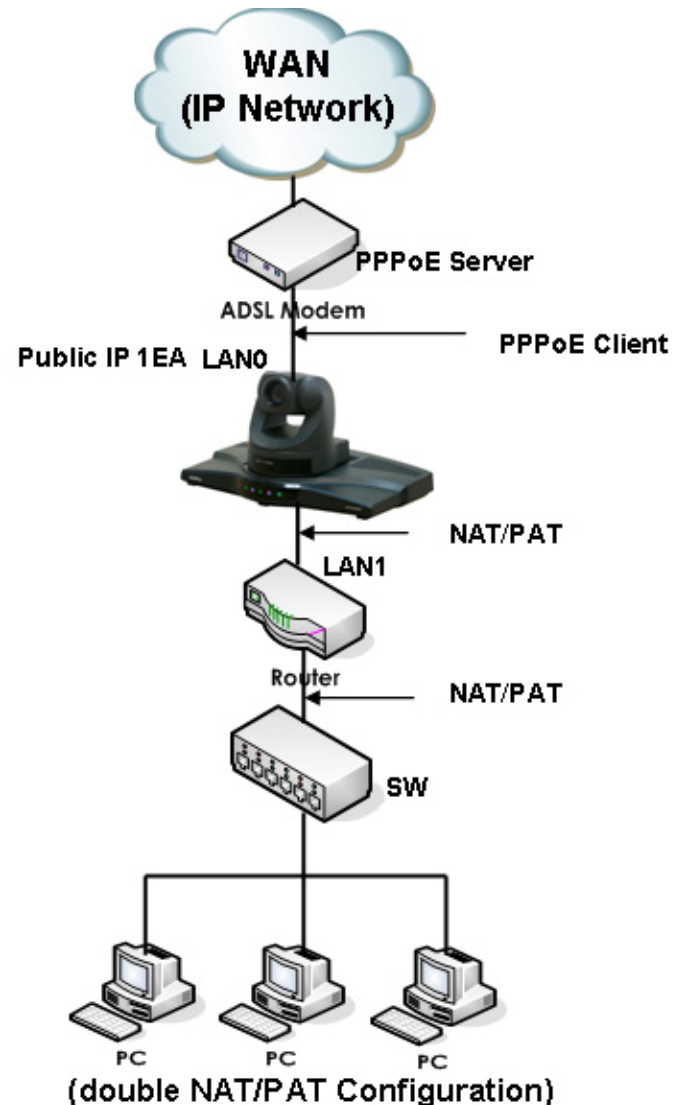 WAN
(IP Network)
PPPoE Server
ADSL Modem
PPPoE Client
Public IP 1EA LAN0
NAT/PAT
LAN1
Router
NAT/PAT
SW
PC PC PC
(double NAT/PAT Configuration)